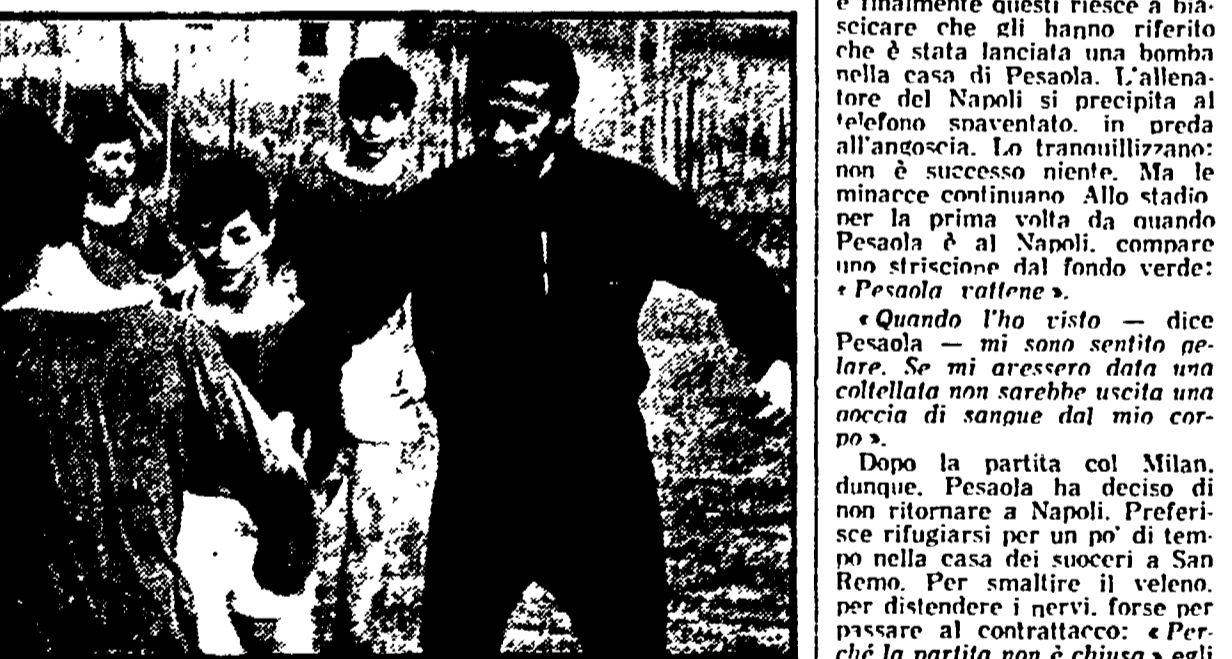 e finalmente questi riesce a bia-
scicare che gli hanno riferito
che è stata lanciata una bomba
nella casa di Pesaola. L'allena-
tore del Napoli si precipita al
telefono spaventato. in preda
all'angoscia. Lo tranquillizzano:
non è successo niente. Ma le
minacce continuano Allo stadio
per la prima volta da quando
Pesaola è al Napoli. compare
uno striscione dal fondo verde:
« Pesaola vattene ».
« Quando l'ho visto — dice
Pesaola — mi sono sentito ge-
lare. Se mi avessero data una
coltellata non sarebbe uscita una
goccia di sangue dal mio cor-
po ».
Dopo la partita col Milan.
dunque. Pesaola ha deciso di
non ritornare a Napoli. Preferi-
sce rifugiarsi per un po' di tem-
po nella casa dei suoceri a San
Remo. Per smaltire il veleno.
per distendere i nervi. forse per
passare al contrattacco: « Per-
ché la partita non è chiusa » egli